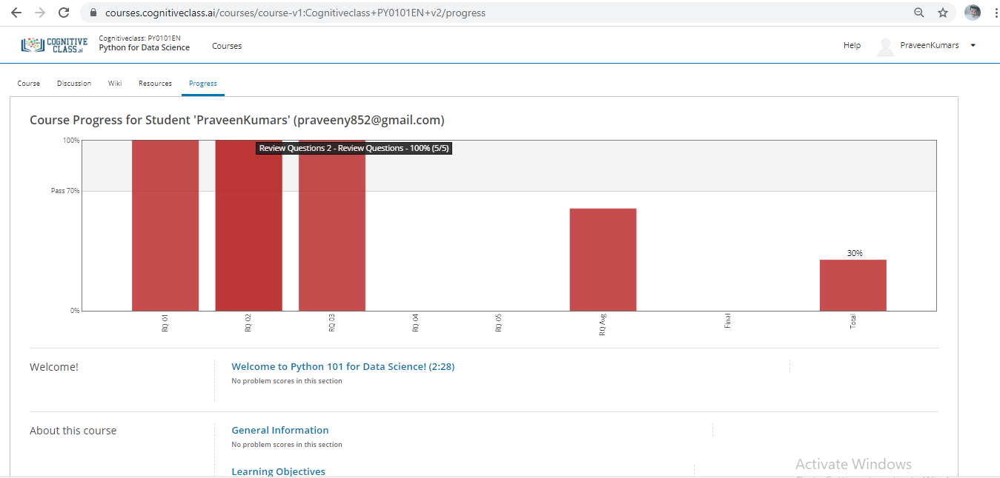 courses.cognitiveclass.ai/courses/course-v1:Cognitiveclass+PY0101EN+v2/progress
COGNITIVE
CLASS.ai
Cognitiveclass: PY0101EN
Python for Data Science
Courses
Help
PraveenKumars
Course
Discussion
Wiki
Resources
Progress
Course Progress for Student 'PraveenKumars' (praveeny852@gmail.com)
100%
Review Questions 2 - Review Questions - 100% (5/5)
Pass 70%
30%
0%
RQ 01
RQ 02
RQ 03
RQ 04
RQ 05
RQ Avg
Final
Total
Welcome!
Welcome to Python 101 for Data Science! (2:28)
No problem scores in this section
About this course
General Information
No problem scores in this section
Learning Objectives
Activate Windows